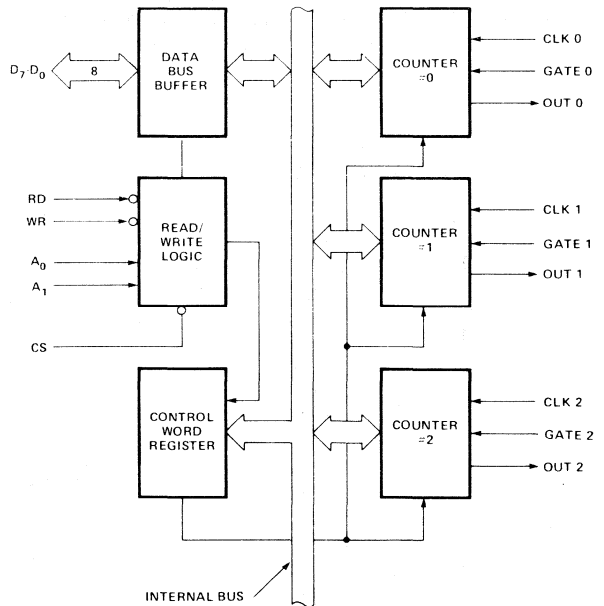 D7-D0
8
DATA
BUS
BUFFER
COUNTER
=0
CLK 0
GATE 0
OUT 0
RD
WR
A0
A1
CS
READ/
WRITE
LOGIC
COUNTER
=1
CLK 1
GATE 1
OUT 1
CONTROL
WORD
REGISTER
COUNTER
=2
CLK 2
GATE 2
OUT 2
INTERNAL BUS